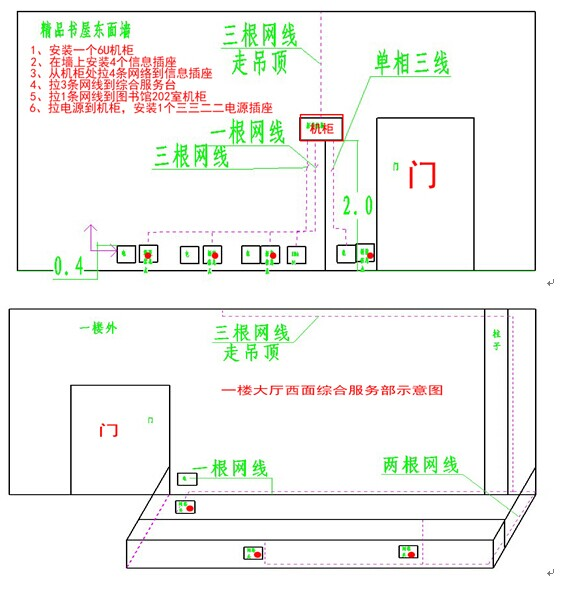 精品书屋东面墙
1、安装一个6U机柜
2、在墙上安装4个信息插座
3、从机柜处拉4条网络到信息插座
4、拉3条网线到综合服务台
5、拉1条网线到图书馆202室机柜
6、拉电源到机柜，安装1个三三二二电源插座
三根网线
走吊顶
单相三线
机柜
一根网线
三根网线
门
门
2.0
0.4
一楼外
三根网线
走吊顶
柱子
一楼大厅西面综合服务部示意图
门
门
一根网线
两根网线